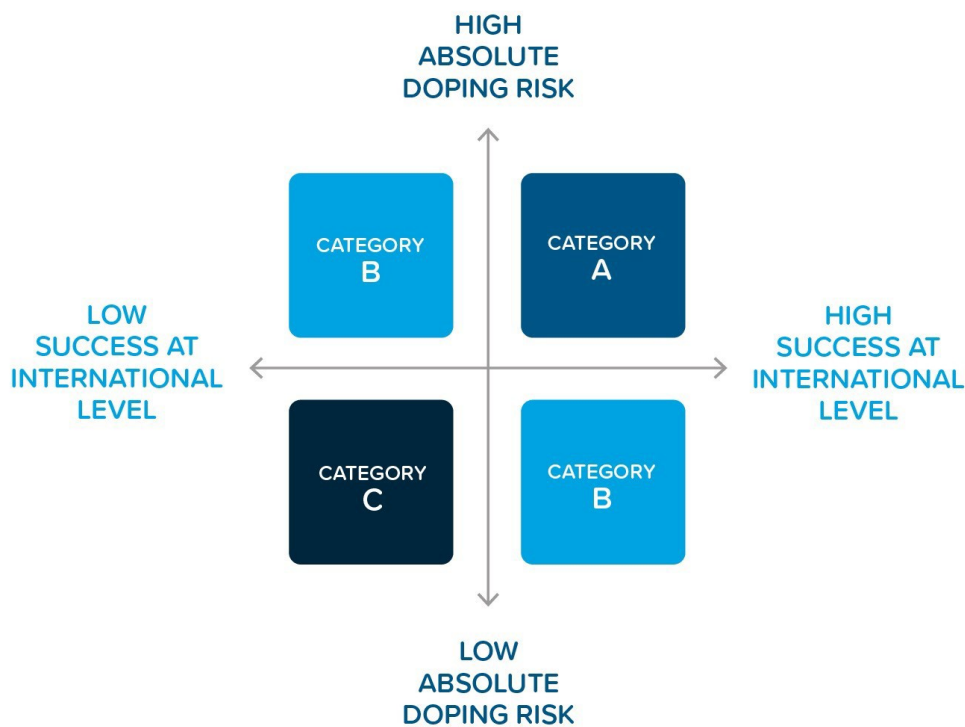 HIGH
ABSOLUTE
DOPING RISK
CATEGORY
B
CATEGORY
A
LOW
SUCCESS AT
INTERNATIONAL
LEVEL
HIGH
SUCCESS AT
INTERNATIONAL
LEVEL
CATEGORY
C
CATEGORY
B
LOW
ABSOLUTE
DOPING RISK